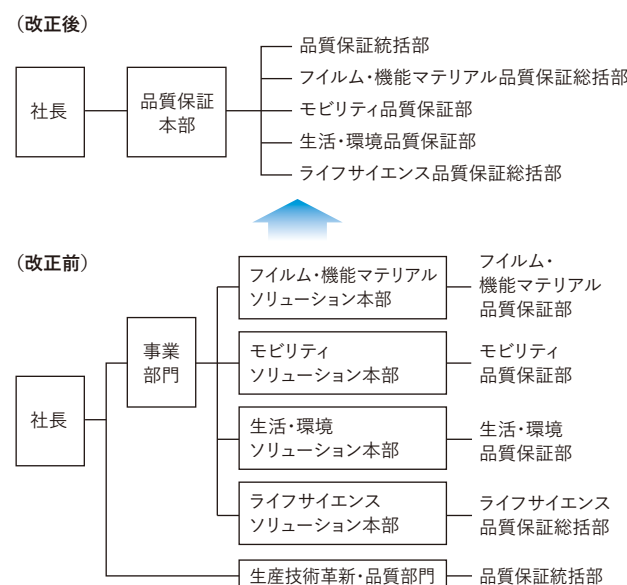 （改正後）
社長
品質保証
本部
品質保証統括部
フイルム・機能マテリアル品質保証総括部
モビリティ品質保証部
生活・環境品質保証部
ライフサイエンス品質保証総括部
（改正前）
社長
事業
部門
フイルム・機能マテリアル
ソリューション本部
フイルム・
機能マテリアル
品質保証部
モビリティ
ソリューション本部
モビリティ
品質保証部
生活・環境
ソリューション本部
生活・環境
品質保証部
ライフサイエンス
ソリューション本部
ライフサイエンス
品質保証総括部
生産技術革新・品質部門
品質保証統括部